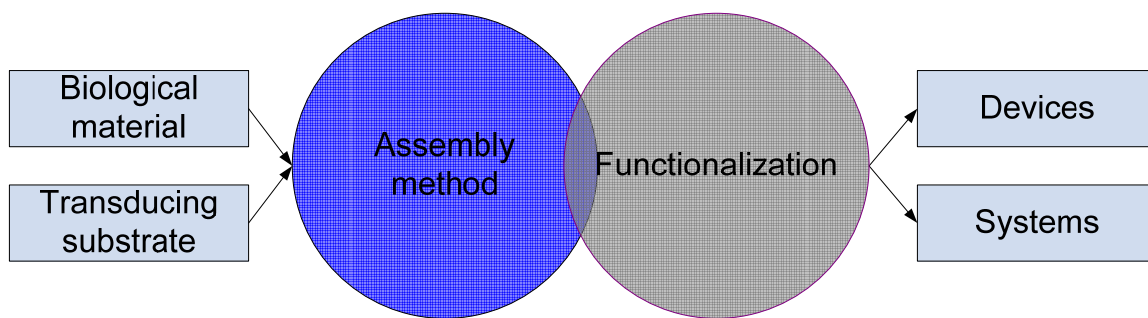 Biological
material
Transducing
substrate
Assembly
method
Functionalization
Devices
Systems